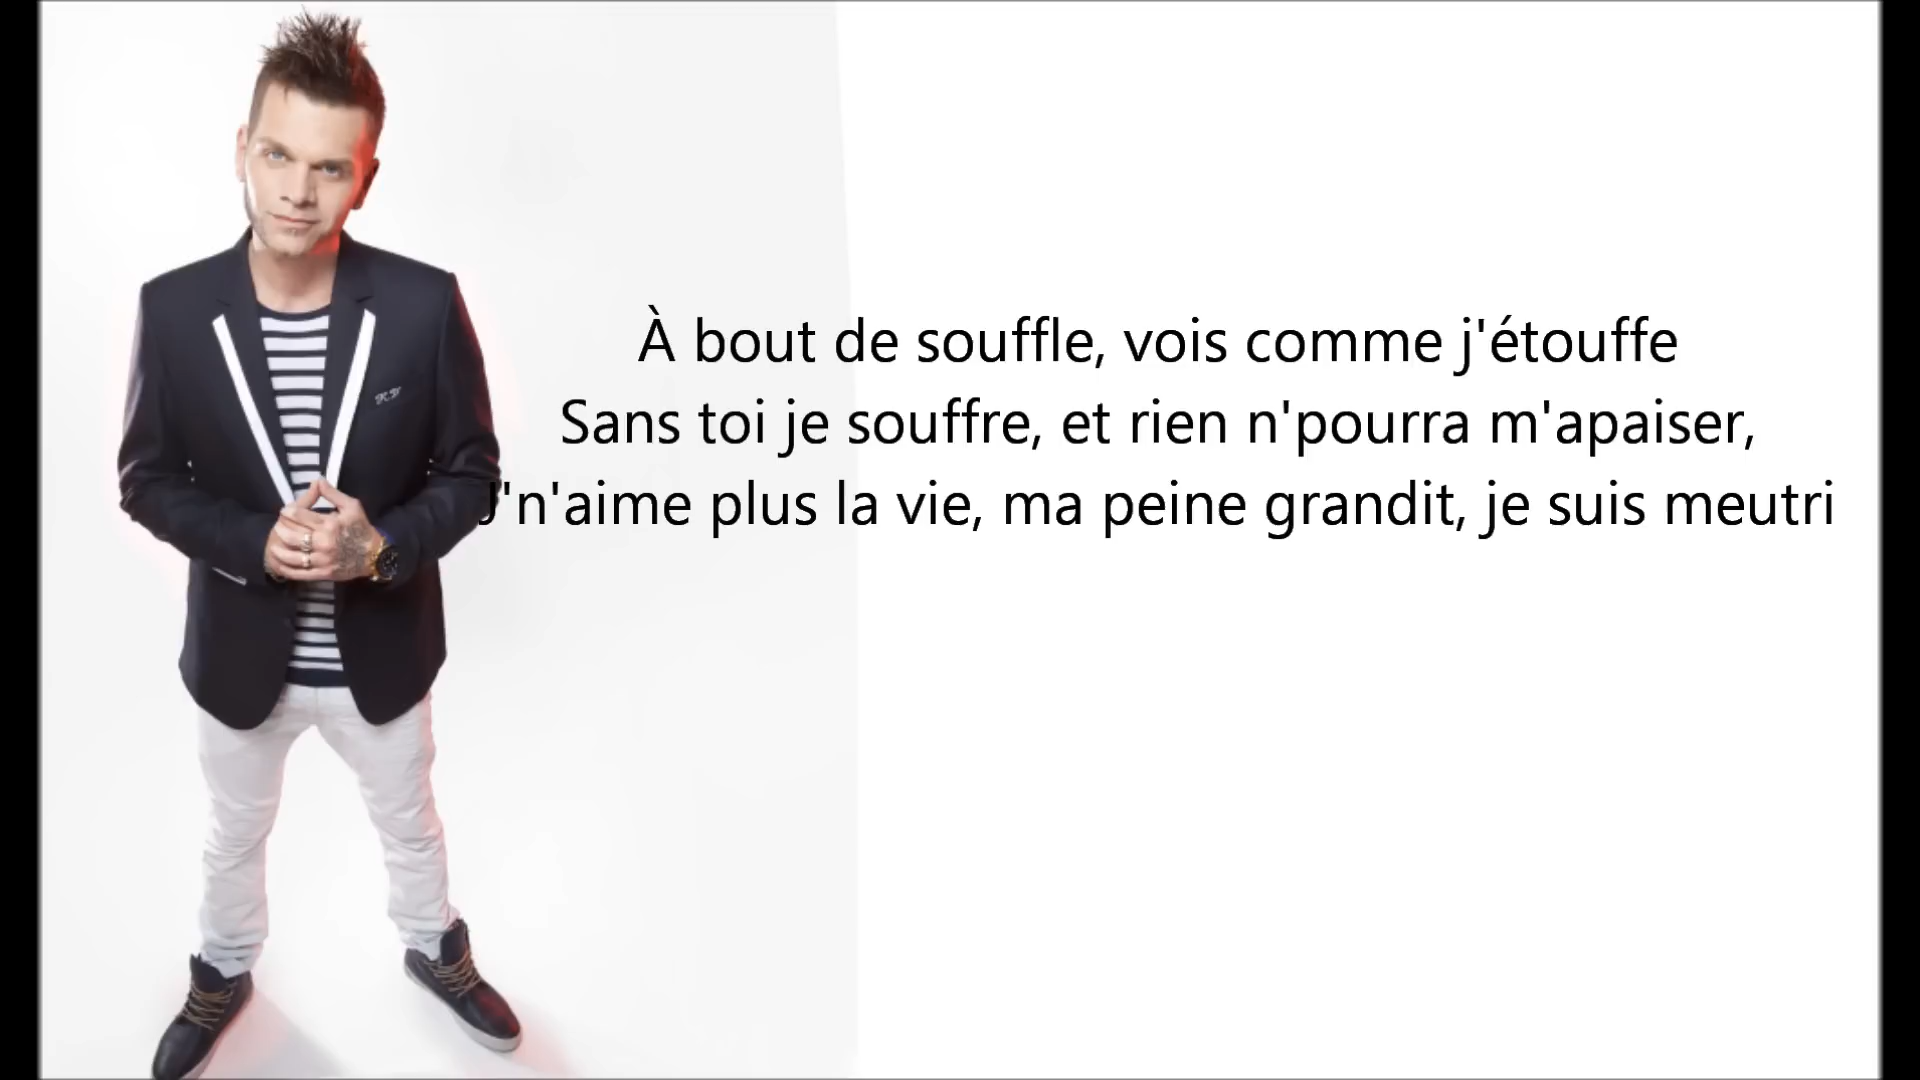 À bout de souffle, vois comme j'étouffe
Sans toi je souffre, et rien n'pourra m'apaiser,
J'n'aime plus la vie, ma peine grandit, je suis meutri